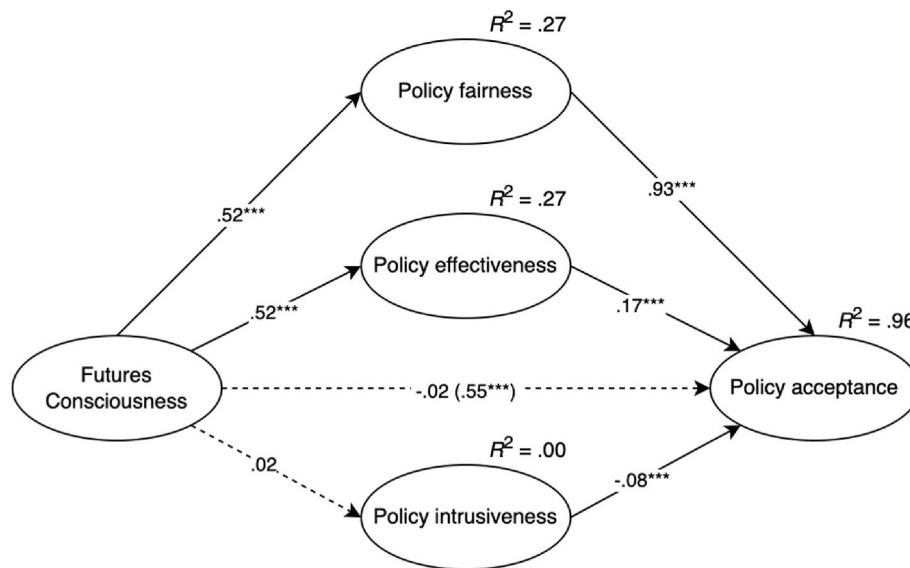 R² = .27
Policy fairness
.52***
.93***
R² = .27
Policy effectiveness
.52***
.17***
R² = .96
Futures
Consciousness
-.02 (.55***)
Policy acceptance
.02
R² = .00
-.08***
Policy intrusiveness